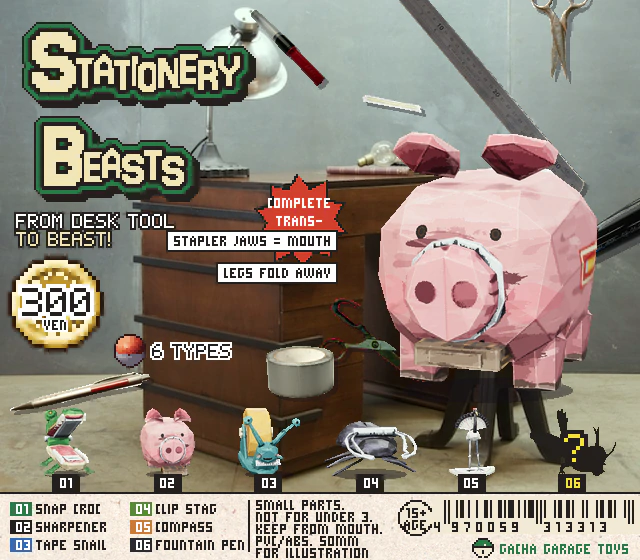 STATIONERY
BEASTS
FROM DESK TOOL
TO BEAST!
300
YEN
COMPLETE
TRANS-
STAPLER JAWS = MOUTH
LEGS FOLD AWAY
6 TYPES
01
02
03
04
05
?
06
01 SNAP CROC
02 SHARPENER
03 TAPE SNAIL
04 CLIP STAG
05 COMPASS
06 FOUNTAIN PEN
SMALL PARTS.
NOT FOR UNDER 3.
KEEP FROM MOUTH.
PVC/ABS. 50MM
FOR ILLUSTRATION
15+
AGE
4 970059 313313
GACHA GARAGE TOYS